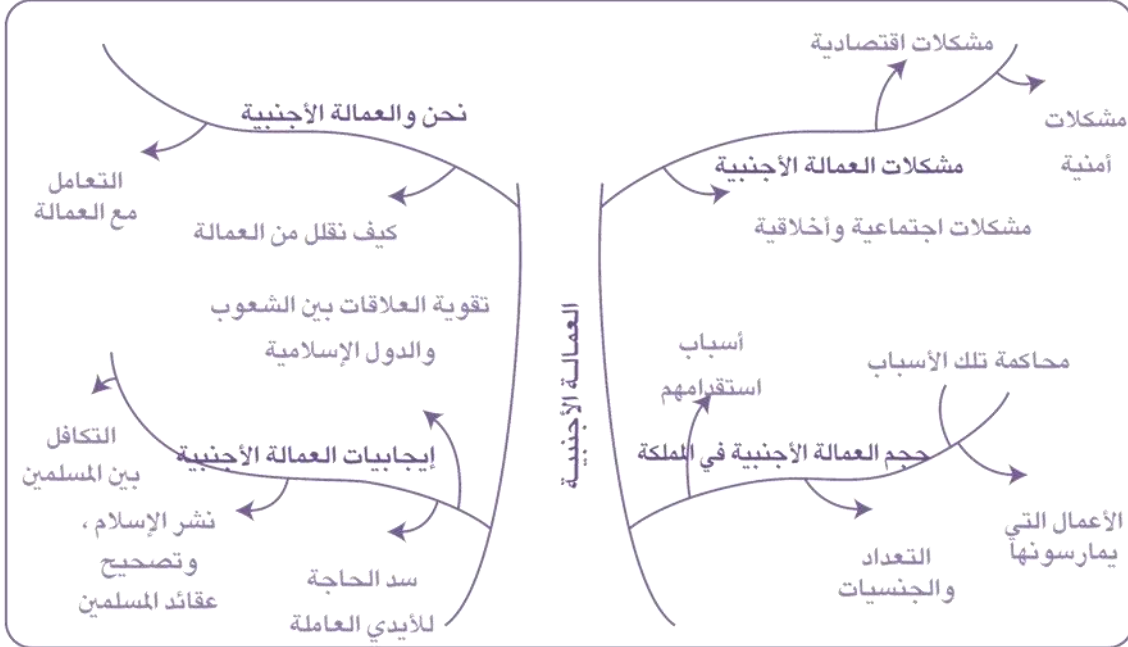 العمالة الأجنبية
مشكلات العمالة الأجنبية
مشكلات اقتصادية
مشكلات
أمنية
مشكلات اجتماعية وأخلاقية
حجم العمالة الأجنبية في المملكة
أسباب
استقدامهم
محاكمة تلك الأسباب
الأعمال التي
يمارسونها
التعداد
والجنسيات
نحن والعمالة الأجنبية
التعامل
مع العمالة
كيف نقلل من العمالة
إيجابيات العمالة الأجنبية
تقوية العلاقات بين الشعوب
والدول الإسلامية
التكافل
بين المسلمين
نشر الإسلام ،
وتصحيح
عقائد المسلمين
سد الحاجة
للأيدي العاملة